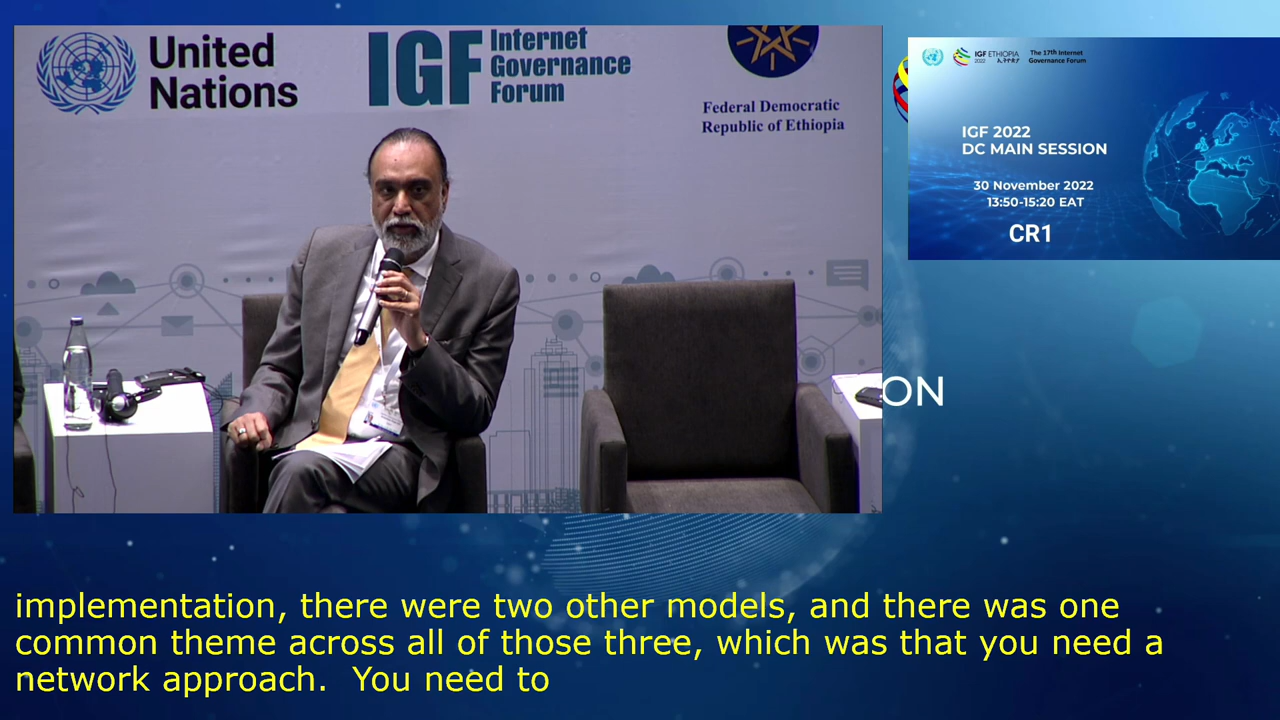 United
Nations
IGF Internet
Governance
Forum
Federal Democratic
Republic of Ethiopia
IGF ETHIOPIA
2022 ኢትዮጵያ
The 17th Internet
Governance Forum
IGF 2022
DC MAIN SESSION
30 November 2022
13:50-15:20 EAT
CR1
ON
implementation, there were two other models, and there was one
common theme across all of those three, which was that you need a
network approach.  You need to